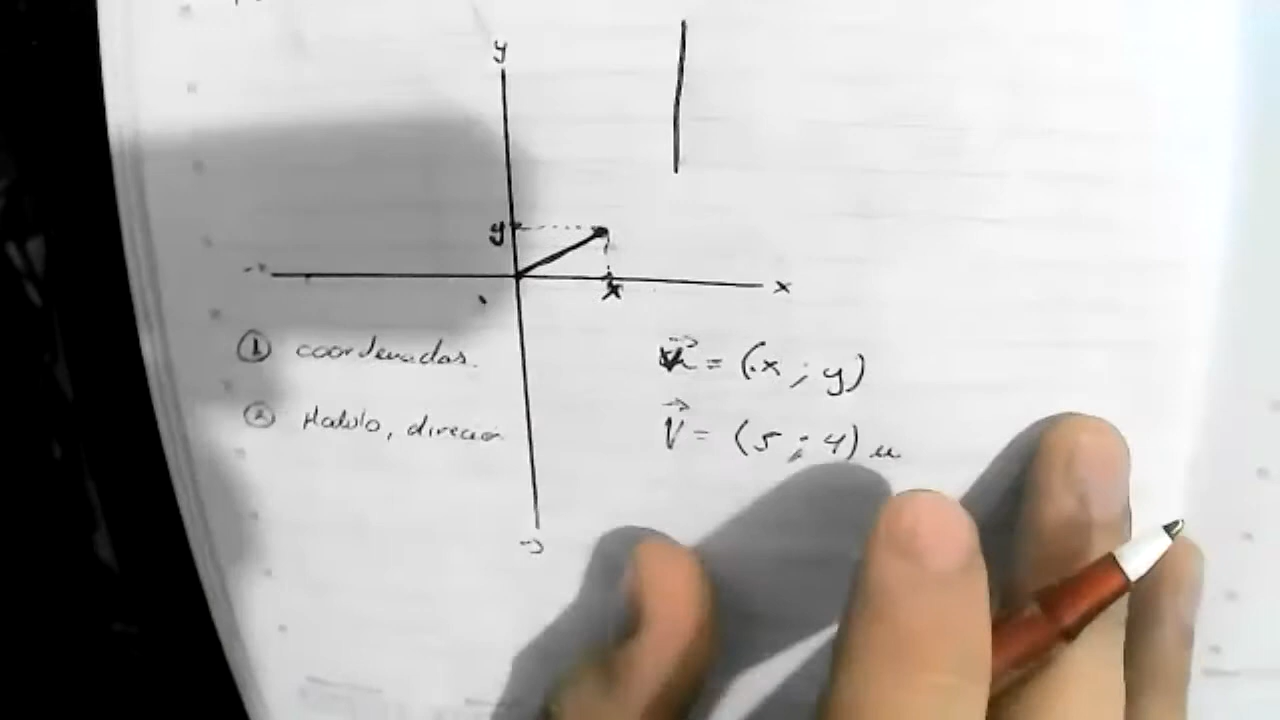 y
y
x
x
① coordenadas.
② Modulo, direccion
= (x ; y)
V = (5 ; 4) u